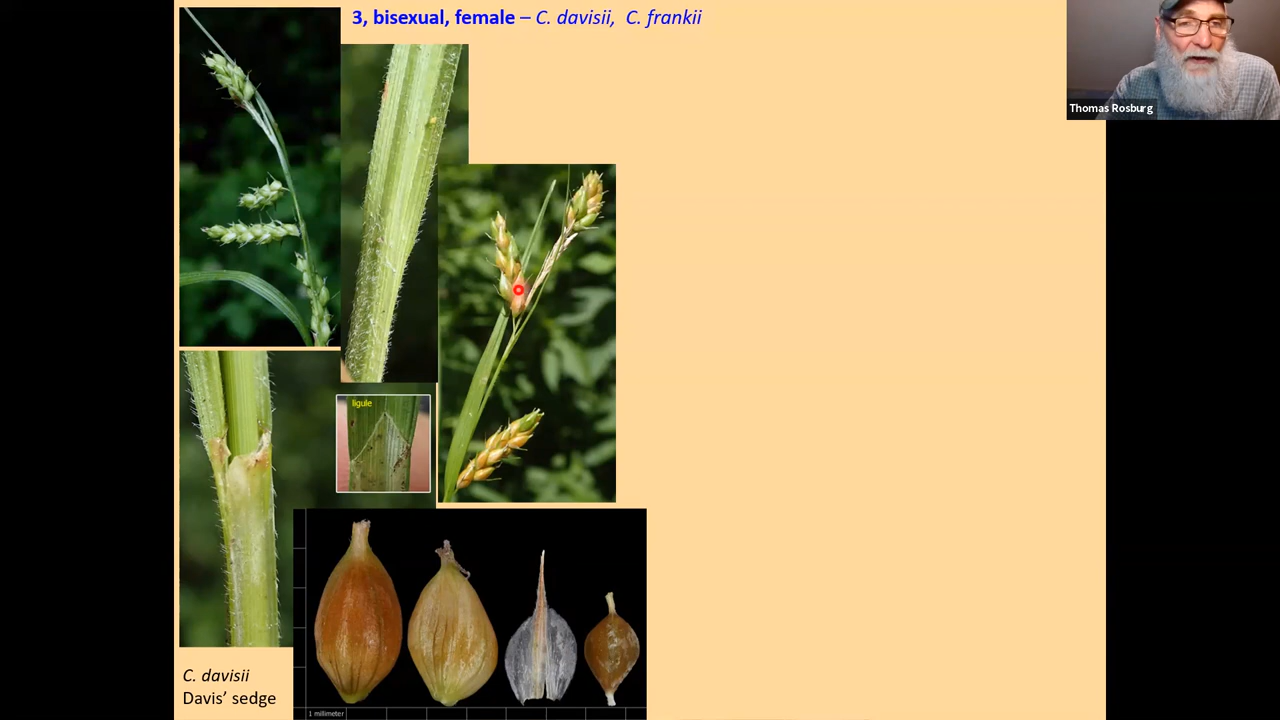 3, bisexual, female – C. davisii, C. frankii
Thomas Rosburg
ligule
C. davisii
Davis’ sedge
1 millimeter